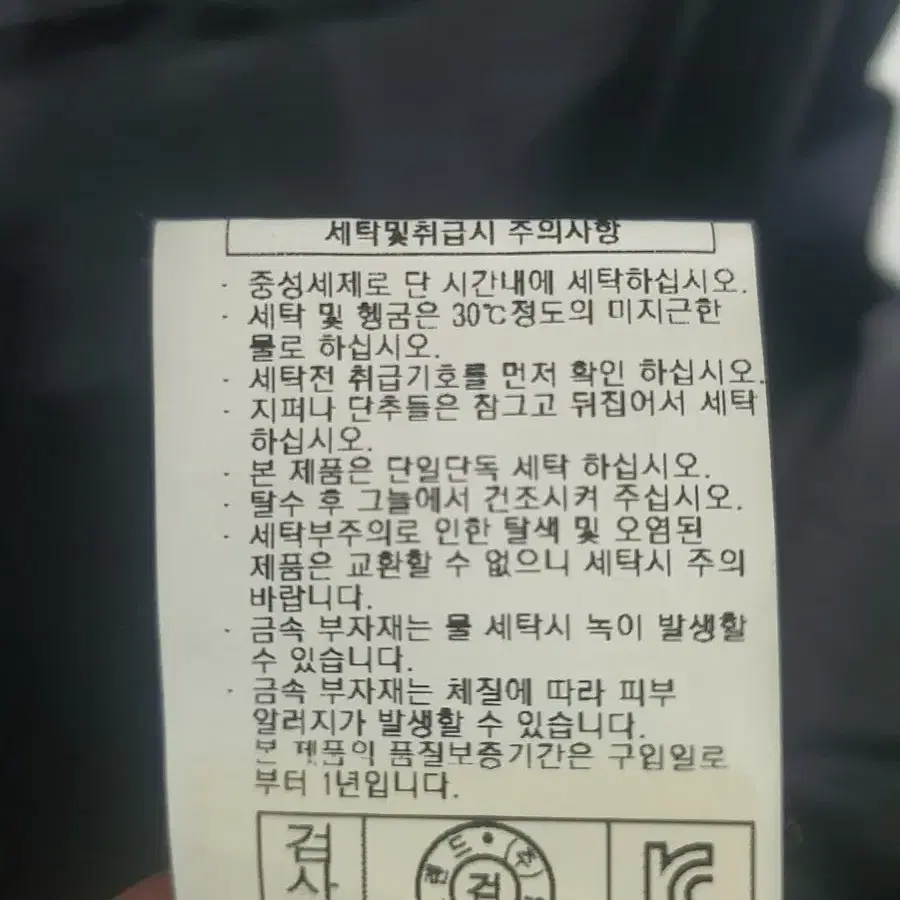 세탁및취급시 주의사항
· 중성세제로 단 시간내에 세탁하십시오.
· 세탁 및 헹굼은 30℃정도의 미지근한
물로 하십시오.
· 세탁전 취급기호를 먼저 확인 하십시오.
· 지퍼나 단추들은 잠그고 뒤집어서 세탁
하십시오.
· 본 제품은 단일단독 세탁 하십시오.
· 탈수 후 그늘에서 건조시켜 주십시오.
· 세탁부주의로 인한 탈색 및 오염된
제품은 교환할 수 없으니 세탁시 주의
바랍니다.
· 금속 부자재는 물 세탁시 녹이 발생할
수 있습니다.
· 금속 부자재는 체질에 따라 피부
알러지가 발생할 수 있습니다.
본 제품의 품질보증기간은 구입일로
부터 1년입니다.
검
사
드 (주)
검